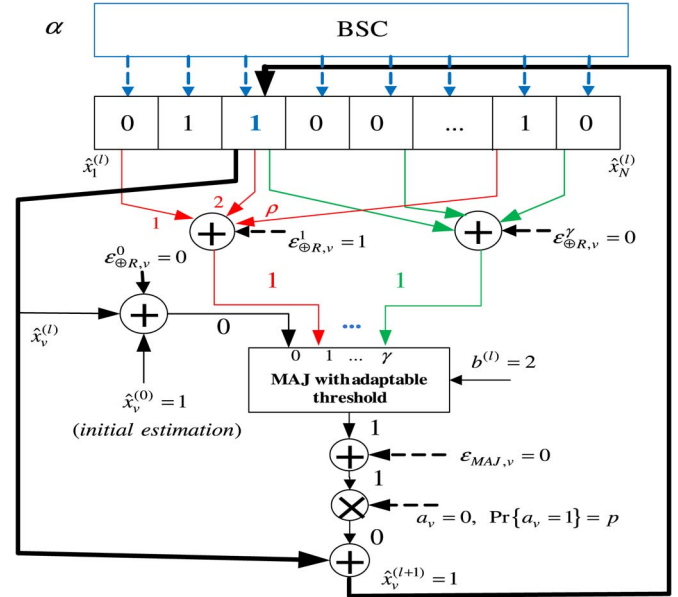 α BSC
0 1 1 0 0 ... 1 0
x̂₁^(l) x̂_N^(l)
1 2 ρ
ε⁰_⊕R,v = 0 ε¹_⊕R,v = 1 ε^γ_⊕R,v = 0
1 1
x̂_v^(l) 0 ...
0 1 ... γ
b^(l) = 2
MAJ with adaptable
threshold
x̂_v^(0) = 1
(initial estimation)
1
ε_MAJ,v = 0
1
a_v = 0, Pr{a_v = 1} = p
0
x̂_v^(l+1) = 1